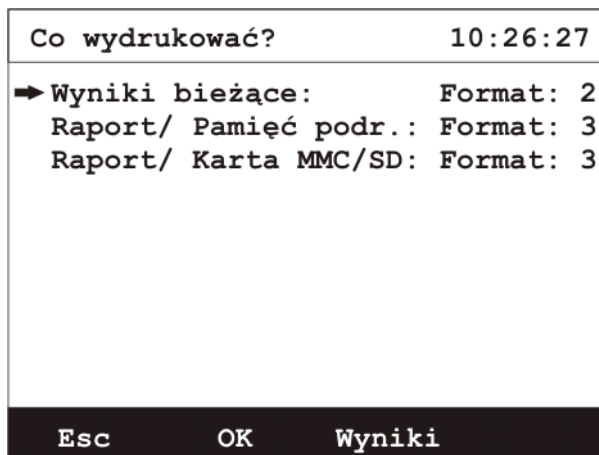 Co wydrukować? 10:26:27
Wyniki bieżące: Format: 2
Raport/ Pamięć podr.: Format: 3
Raport/ Karta MMC/SD: Format: 3
Esc OK Wyniki